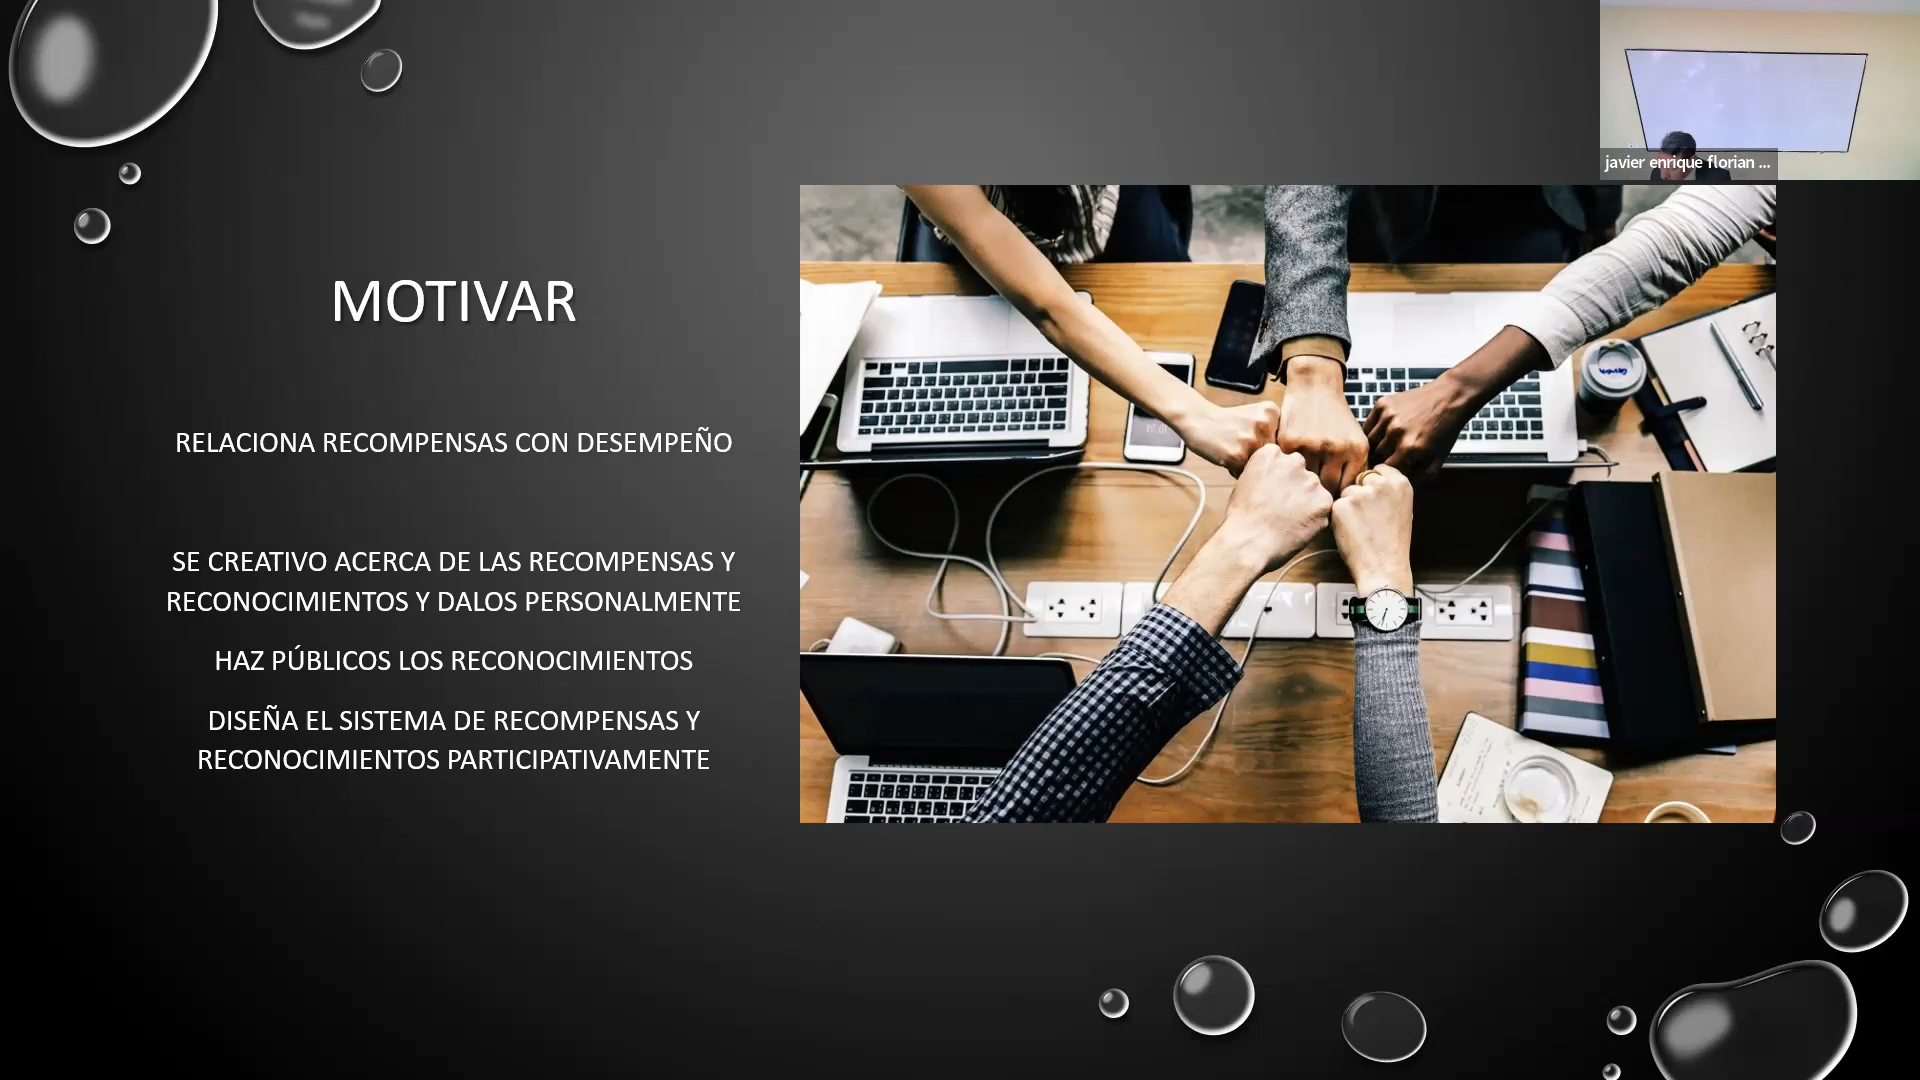 javier enrique florian ...
MOTIVAR
RELACIONA RECOMPENSAS CON DESEMPEÑO
SE CREATIVO ACERCA DE LAS RECOMPENSAS Y
RECONOCIMIENTOS Y DALOS PERSONALMENTE
HAZ PÚBLICOS LOS RECONOCIMIENTOS
DISEÑA EL SISTEMA DE RECOMPENSAS Y
RECONOCIMIENTOS PARTICIPATIVAMENTE